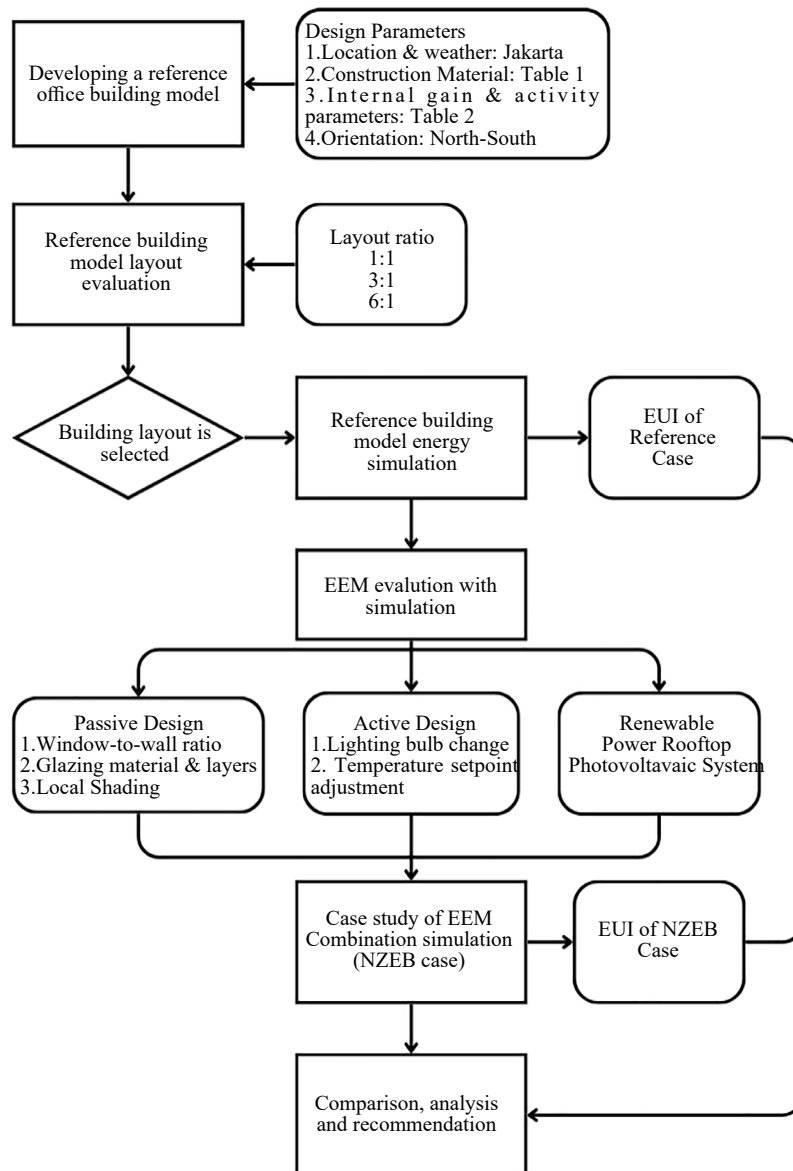 Developing a reference
office building model
Design Parameters
1.Location & weather: Jakarta
2.Construction Material: Table 1
3.Internal gain & activity
parameters: Table 2
4.Orientation: North-South
Reference building
model layout
evaluation
Layout ratio
1:1
3:1
6:1
Building layout is
selected
Reference building
model energy
simulation
EUI of
Reference
Case
EEM evalution with
simulation
Passive Design
1.Window-to-wall ratio
2.Glazing material & layers
3.Local Shading
Active Design
1.Lighting bulb change
2. Temperature setpoint
adjustment
Renewable
Power Rooftop
Photovoltavaic System
Case study of EEM
Combination simulation
(NZEB case)
EUI of NZEB
Case
Comparison, analysis
and recommendation